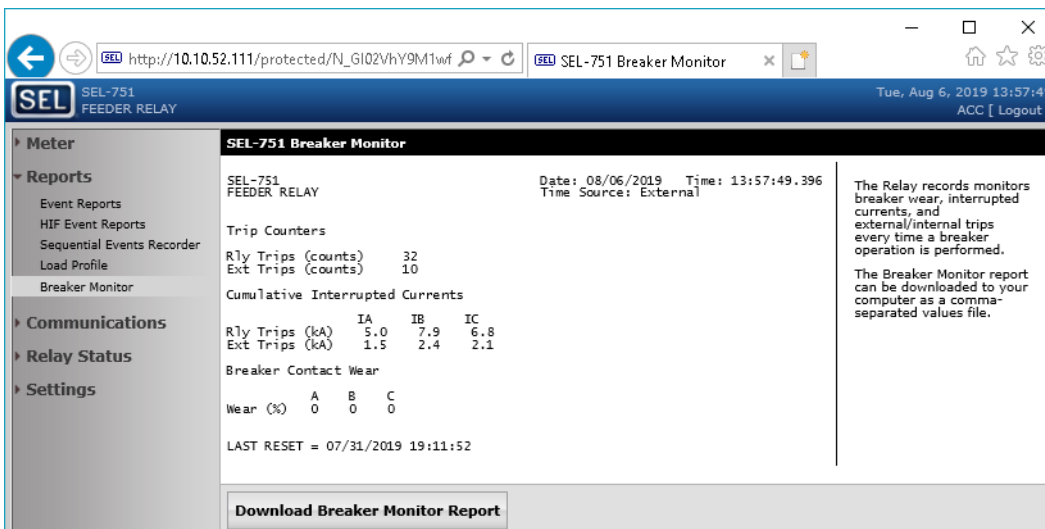 http://10.10.52.111/protected/N_GI02VhY9M1wf
SEL SEL-751 Breaker Monitor
SEL SEL-751
FEEDER RELAY
Tue, Aug 6, 2019 13:57:4
ACC [ Logout
Meter
Reports
Event Reports
HIF Event Reports
Sequential Events Recorder
Load Profile
Breaker Monitor
Communications
Relay Status
Settings
SEL-751 Breaker Monitor
SEL-751 Date: 08/06/2019 Time: 13:57:49.396
FEEDER RELAY Time Source: External
Trip Counters
Rly Trips (counts) 32
Ext Trips (counts) 10
Cumulative Interrupted Currents
IA IB IC
Rly Trips (kA) 5.0 7.9 6.8
Ext Trips (kA) 1.5 2.4 2.1
Breaker Contact Wear
A B C
Wear (%) 0 0 0
LAST RESET = 07/31/2019 19:11:52
The Relay records monitors
breaker wear, interrupted
currents, and
external/internal trips
every time a breaker
operation is performed.
The Breaker Monitor report
can be downloaded to your
computer as a comma-
separated values file.
Download Breaker Monitor Report